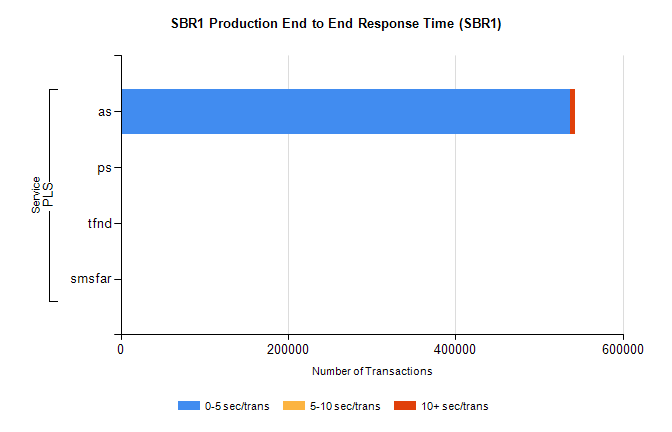 SBR1 Production End to End Response Time (SBR1)
Service
PLS
as
ps
tfnd
smsfar
0
200000
400000
600000
Number of Transactions
0-5 sec/trans
5-10 sec/trans
10+ sec/trans